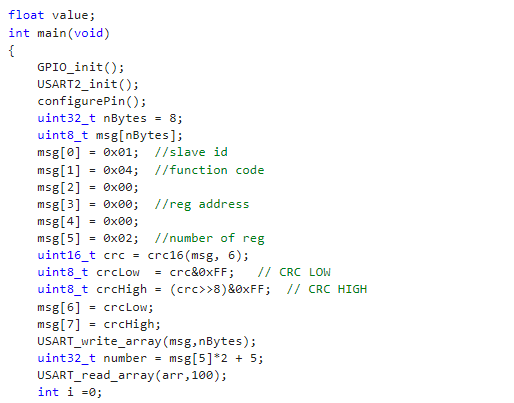 float value;
int main(void)
{
    GPIO_init();
    USART2_init();
    configurePin();
    uint32_t nBytes = 8;
    uint8_t msg[nBytes];
    msg[0] = 0x01;  //slave id
    msg[1] = 0x04;  //function code
    msg[2] = 0x00;
    msg[3] = 0x00;  //reg address
    msg[4] = 0x00;
    msg[5] = 0x02;  //number of reg
    uint16_t crc = crc16(msg, 6);
    uint8_t crcLow  = crc&0xFF;   // CRC LOW
    uint8_t crcHigh = (crc>>8)&0xFF;  // CRC HIGH
    msg[6] = crcLow;
    msg[7] = crcHigh;
    USART_write_array(msg,nBytes);
    uint32_t number = msg[5]*2 + 5;
    USART_read_array(arr,100);
    int i =0;